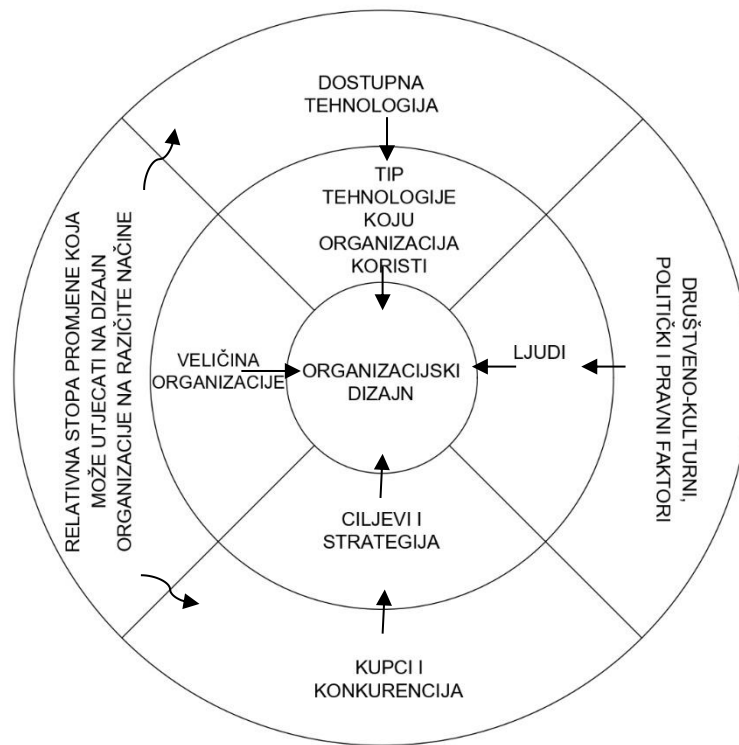 DOSTUPNA
TEHNOLOGIJA
TIP
TEHNOLOGIJE
KOJU
ORGANIZACIJA
KORISTI
RELATIVNA STOPA PROMJENE KOJA
MOŽE UTJECATI NA DIZAJN
ORGANIZACIJE NA RAZIČITE NAČINE
VELIČINA
ORGANIZACIJE
ORGANIZACIJSKI
DIZAJN
LJUDI
DRUŠTVENO-KULTURNI,
POLITIČKI I PRAVNI FAKTORI
CILJEVI I
STRATEGIJA
KUPCI I
KONKURENCIJA